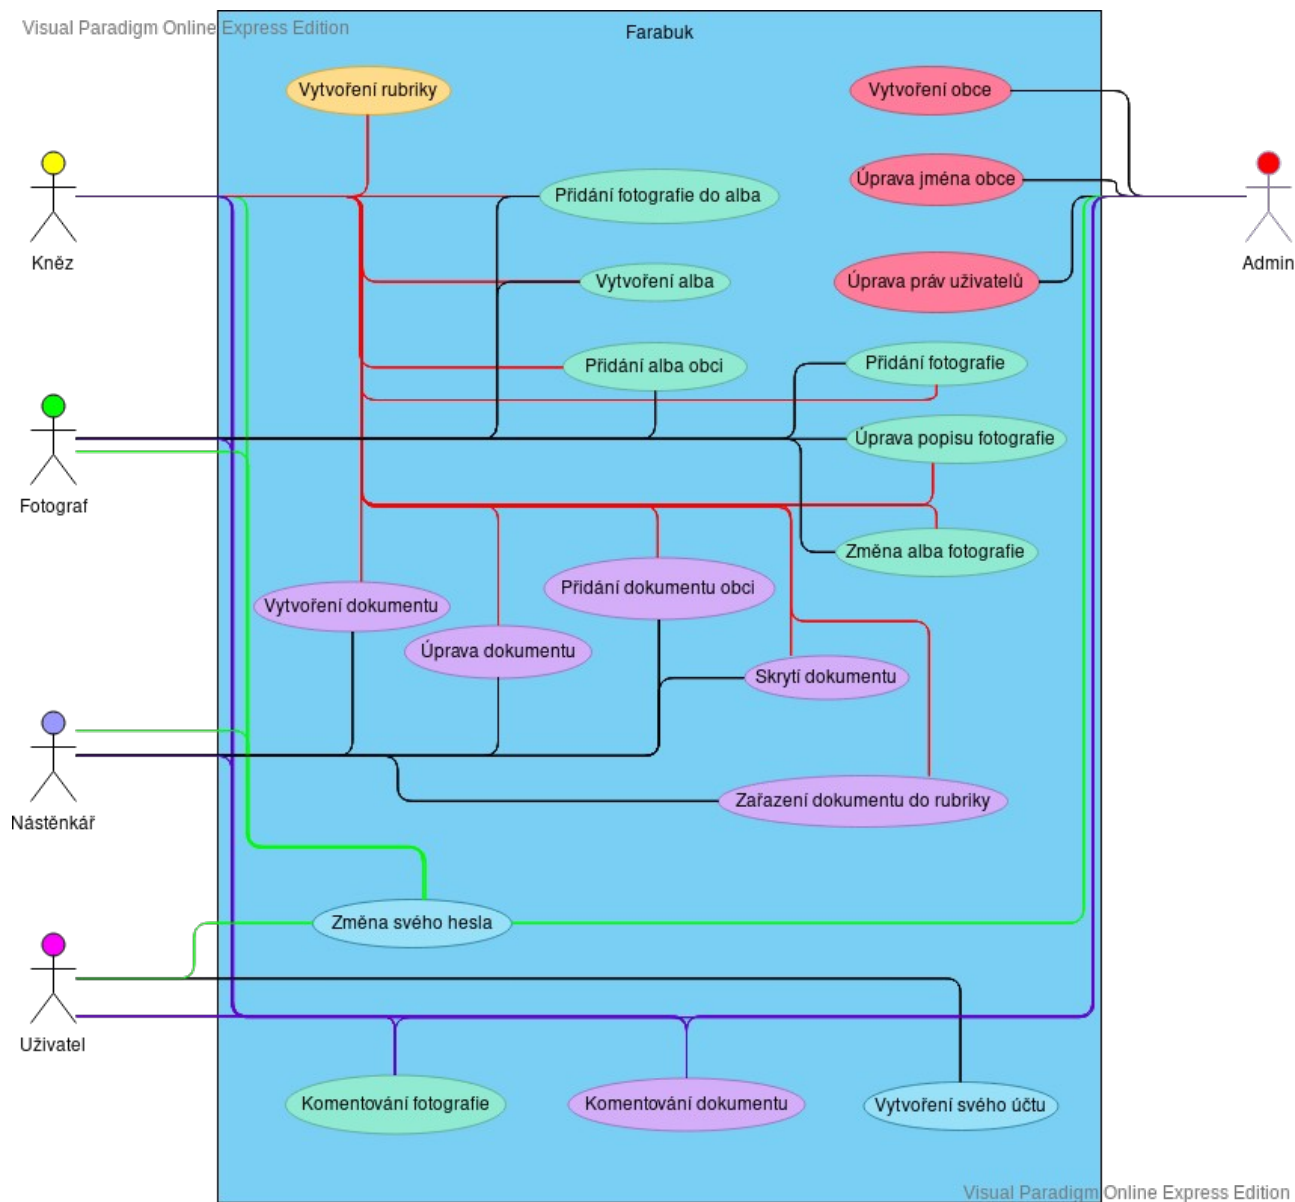 Visual Paradigm Online Express Edition
Farabuk
Vytvoření rubriky
Vytvoření obce
Úprava jména obce
Přidání fotografie do alba
Kněz
Admin
Vytvoření alba
Úprava práv uživatelů
Přidání alba obci
Přidání fotografie
Úprava popisu fotografie
Fotograf
Změna alba fotografie
Vytvoření dokumentu
Přidání dokumentu obci
Úprava dokumentu
Skrytí dokumentu
Zařazení dokumentu do rubriky
Nástěnkář
Změna svého hesla
Uživatel
Komentování fotografie
Komentování dokumentu
Vytvoření svého účtu
Visual Paradigm Online Express Edition